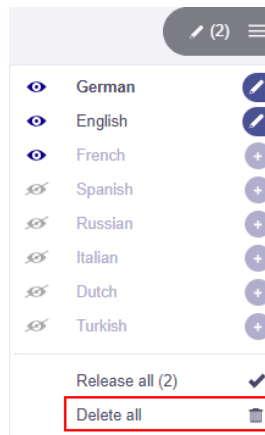 (2)
German
English
French
Spanish
Russian
Italian
Dutch
Turkish
Release all (2)
Delete all